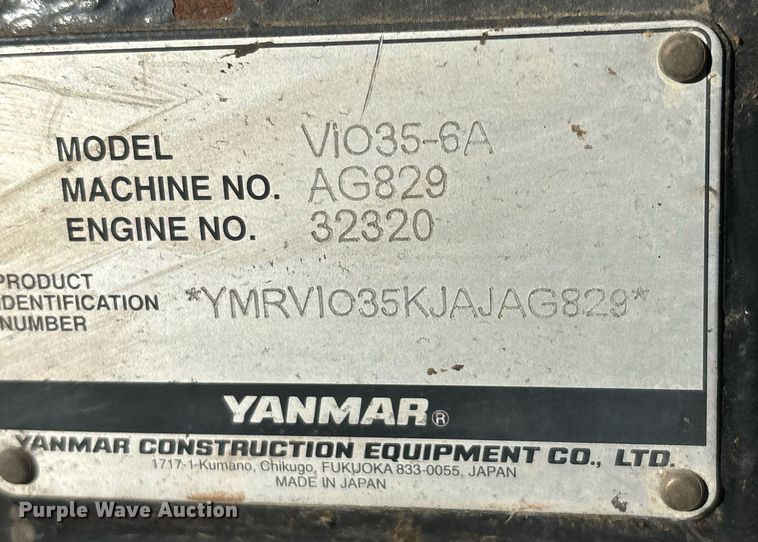 MODEL VIO35-6A
MACHINE NO. AG829
ENGINE NO. 32320
PRODUCT
IDENTIFICATION
NUMBER
*YMRVIO35KJAJAG829*
YANMAR®
YANMAR CONSTRUCTION EQUIPMENT CO., LTD.
1717-1-Kumano, Chikugo, FUKUOKA 833-0055, JAPAN
MADE IN JAPAN
Purple Wave Auction